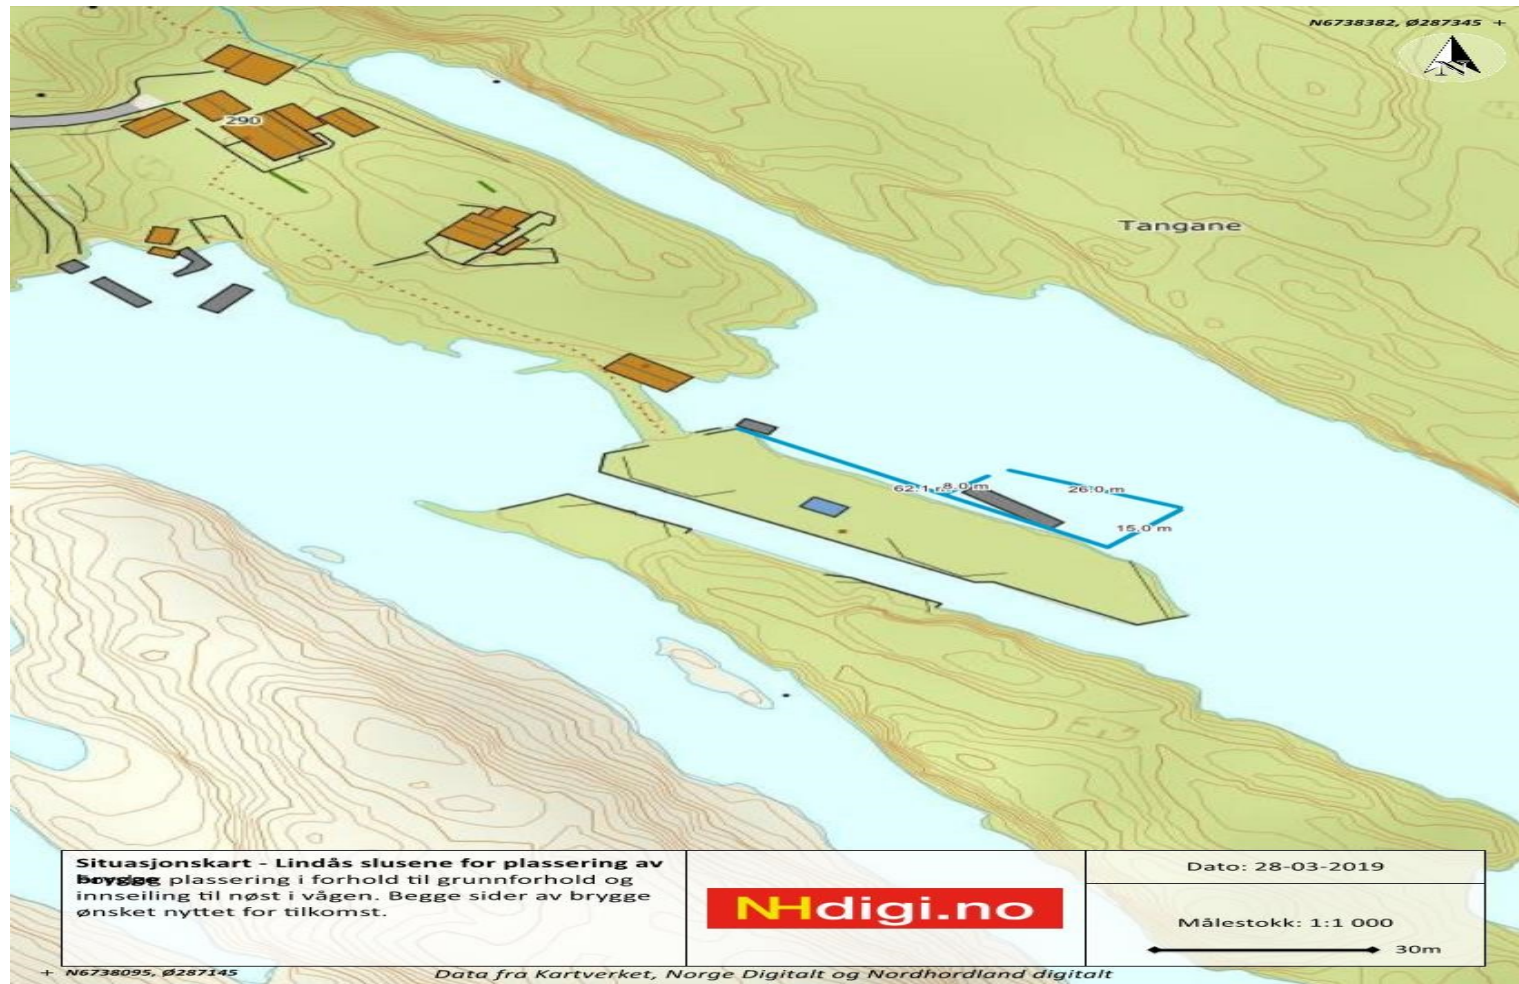 N6738382, Ø287345
N
290
Tangane
62.1
8.0 m
26.0 m
15.0 m
Situasjonskart - Lindås slusene for plassering av
brygge
plassering i forhold til grunnforhold og
innseiling til nøst i vågen. Begge sider av brygge
ønsket nyttet for tilkomst.
NHdigi.no
Dato: 28-03-2019
Målestokk: 1:1 000
30m
N6738095, Ø287145
Data fra Kartverket, Norge Digitalt og Nordhordland digitalt